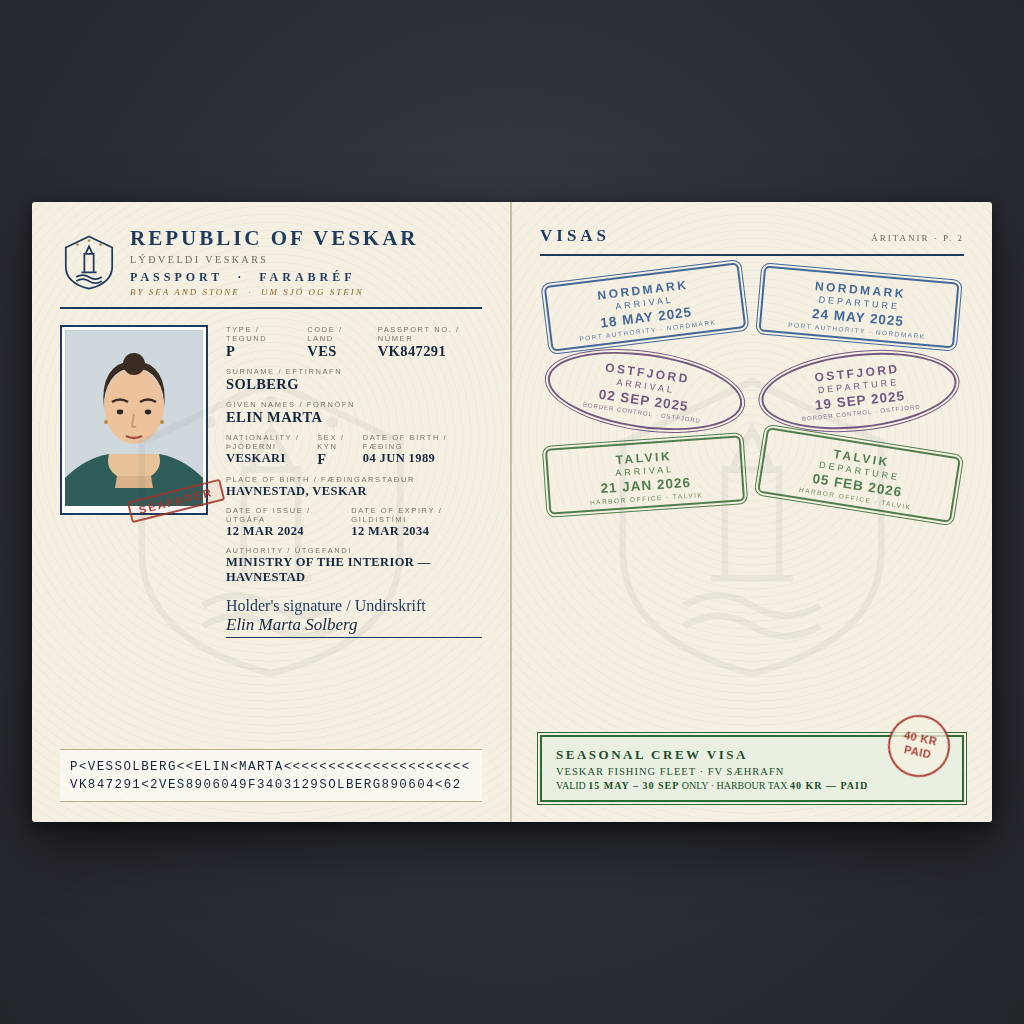 REPUBLIC OF VESKAR
LÝÐVELDI VESKARS
PASSPORT · FARABRÉF
BY SEA AND STONE · UM SJÓ OG STEIN
TYPE / TEGUND
P
CODE / LAND
VES
PASSPORT NO. / NÚMER
VK847291
SURNAME / EFTIRNAFN
SOLBERG
GIVEN NAMES / FORNÖFN
ELIN MARTA
NATIONALITY / ÞJÓÐERNI
VESKARI
SEX / KYN
F
DATE OF BIRTH / FÆÐING
04 JUN 1989
PLACE OF BIRTH / FÆÐINGARSTAÐUR
HAVNESTAD, VESKAR
DATE OF ISSUE / ÚTGÁFA
12 MAR 2024
DATE OF EXPIRY / GILDISTÍMI
12 MAR 2034
AUTHORITY / ÚTGEFANDI
MINISTRY OF THE INTERIOR —
HAVNESTAD
Holder's signature / Undirskrift
Elin Marta Solberg
SEAFARER
P<VESSOLBERG<<ELIN<MARTA<<<<<<<<<<<<<<<<<<<<<
VK847291<2VES8906049F3403129SOLBERG890604<62
VISAS
ÁRITANIR · P. 2
NORDMARK
ARRIVAL
18 MAY 2025
PORT AUTHORITY · NORDMARK
NORDMARK
DEPARTURE
24 MAY 2025
PORT AUTHORITY · NORDMARK
OSTFJORD
ARRIVAL
02 SEP 2025
BORDER CONTROL · OSTFJORD
OSTFJORD
DEPARTURE
19 SEP 2025
BORDER CONTROL · OSTFJORD
TALVIK
ARRIVAL
21 JAN 2026
HARBOR OFFICE · TALVIK
TALVIK
DEPARTURE
05 FEB 2026
HARBOR OFFICE · TALVIK
SEASONAL CREW VISA
VESKAR FISHING FLEET · FV SÆHRAFN
VALID 15 MAY – 30 SEP ONLY · HARBOUR TAX 40 KR — PAID
40 KR
PAID